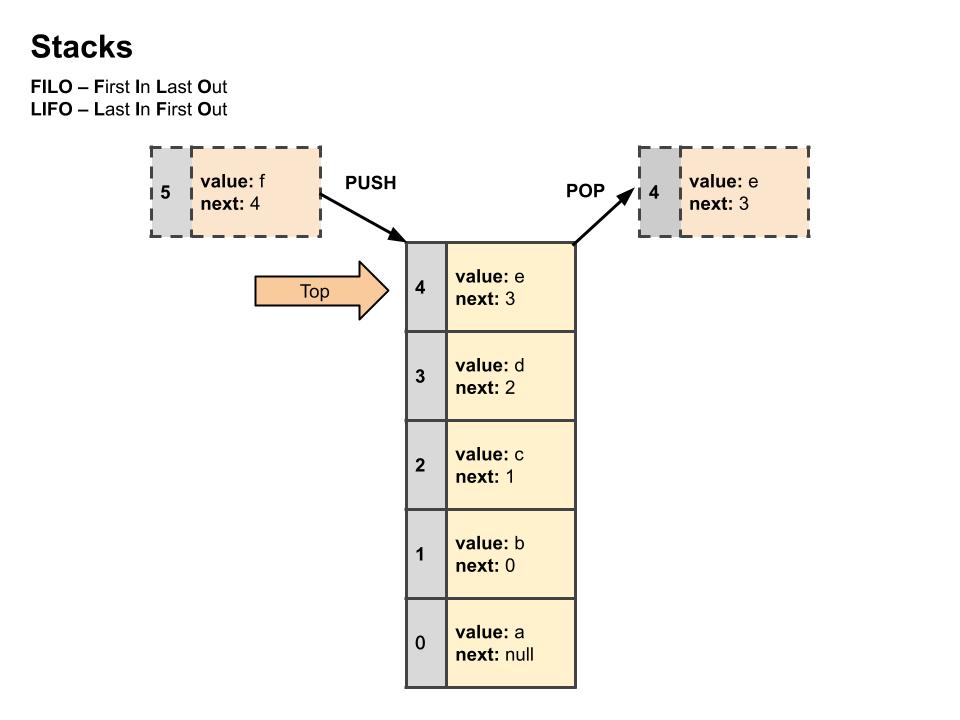 Stacks
FILO – First In Last Out
LIFO – Last In First Out
5
value: f
next: 4
PUSH
POP
4
value: e
next: 3
Top
4
value: e
next: 3
3
value: d
next: 2
2
value: c
next: 1
1
value: b
next: 0
0
value: a
next: null